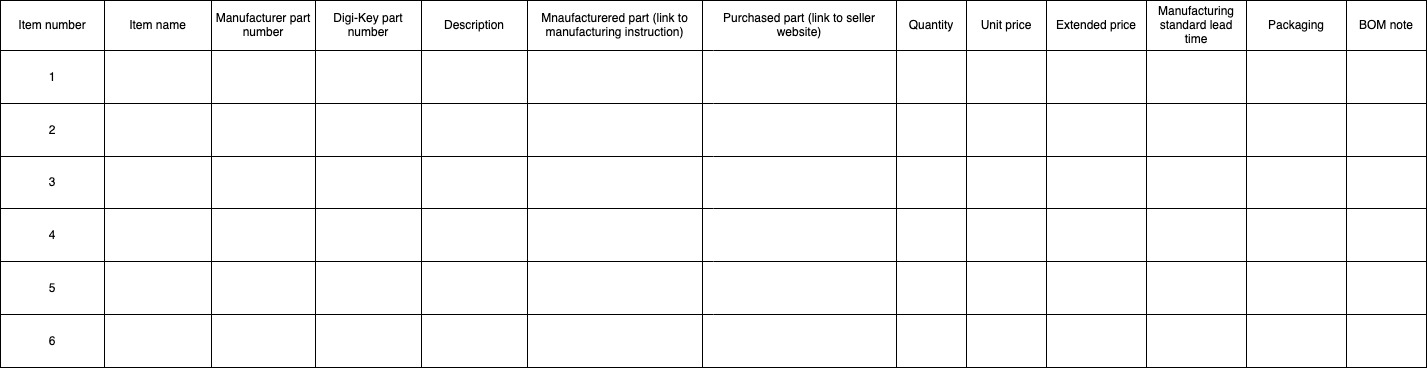 Item number
Item name
Manufacturer part
number
Digi-Key part
number
Description
Mnaufacturered part (link to
manufacturing instruction)
Purchased part (link to seller
website)
Quantity
Unit price
Extended price
Manufacturing
standard lead
time
Packaging
BOM note
1
2
3
4
5
6